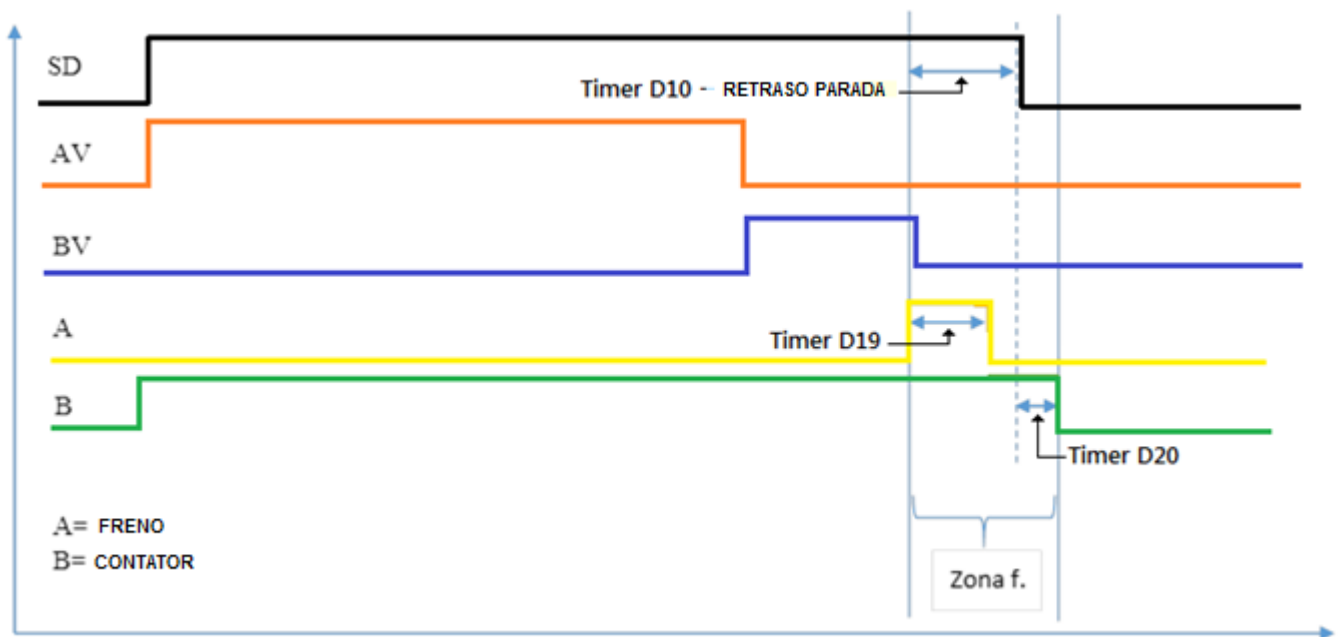 SD
Timer D10 - RETRASO PARADA
AV
BV
A
Timer D19
B
Timer D20
A= FRENO
B= CONTATOR
Zona f.